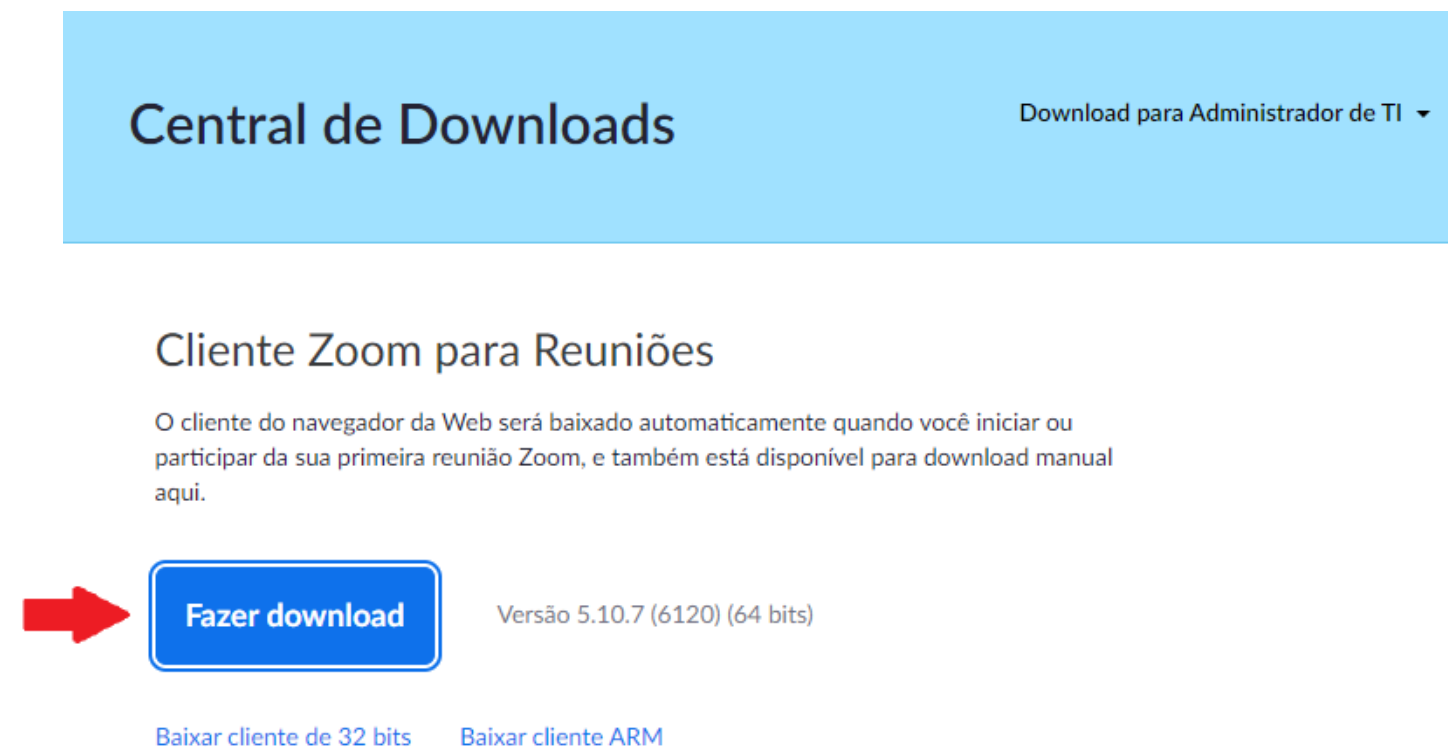 Central de Downloads
Download para Administrador de TI
Cliente Zoom para Reuniões
O cliente do navegador da Web será baixado automaticamente quando você iniciar ou
participar da sua primeira reunião Zoom, e também está disponível para download manual
aqui.
Fazer download
Versão 5.10.7 (6120) (64 bits)
Baixar cliente de 32 bits
Baixar cliente ARM